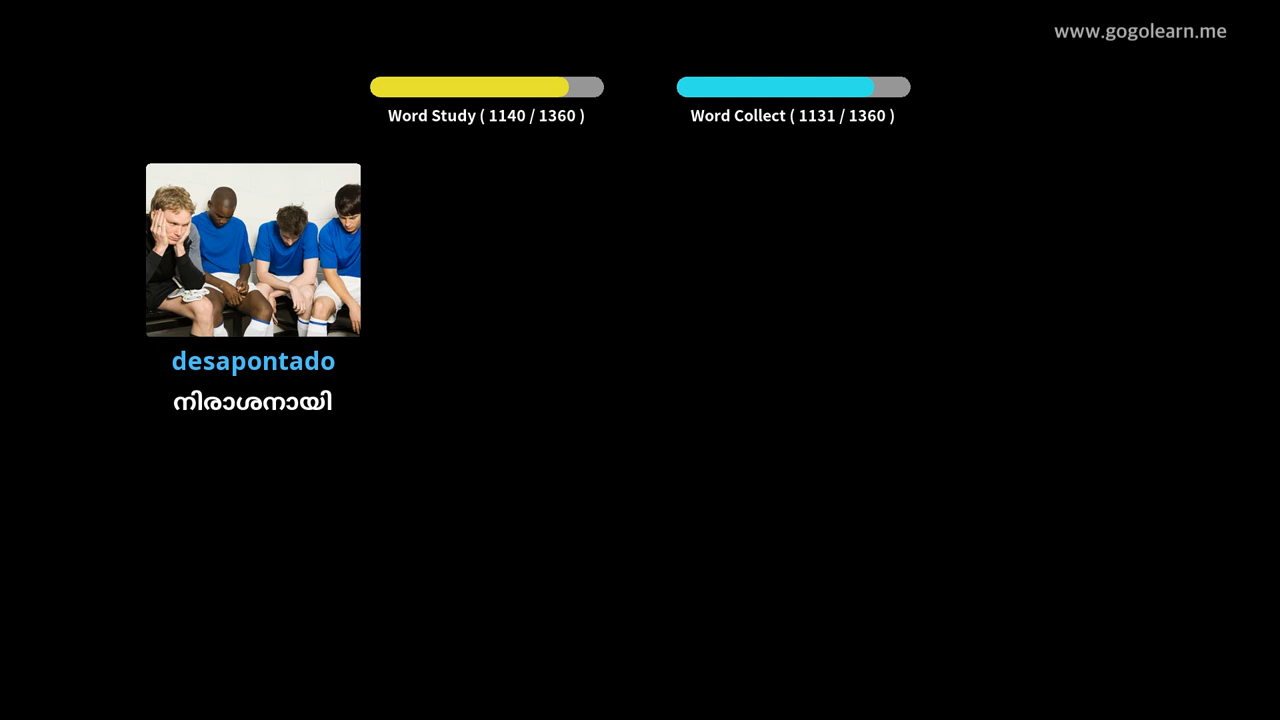 www.gogolearn.me
Word Study ( 1140 / 1360 )
Word Collect ( 1131 / 1360 )
desapontado
നിരാശനായി